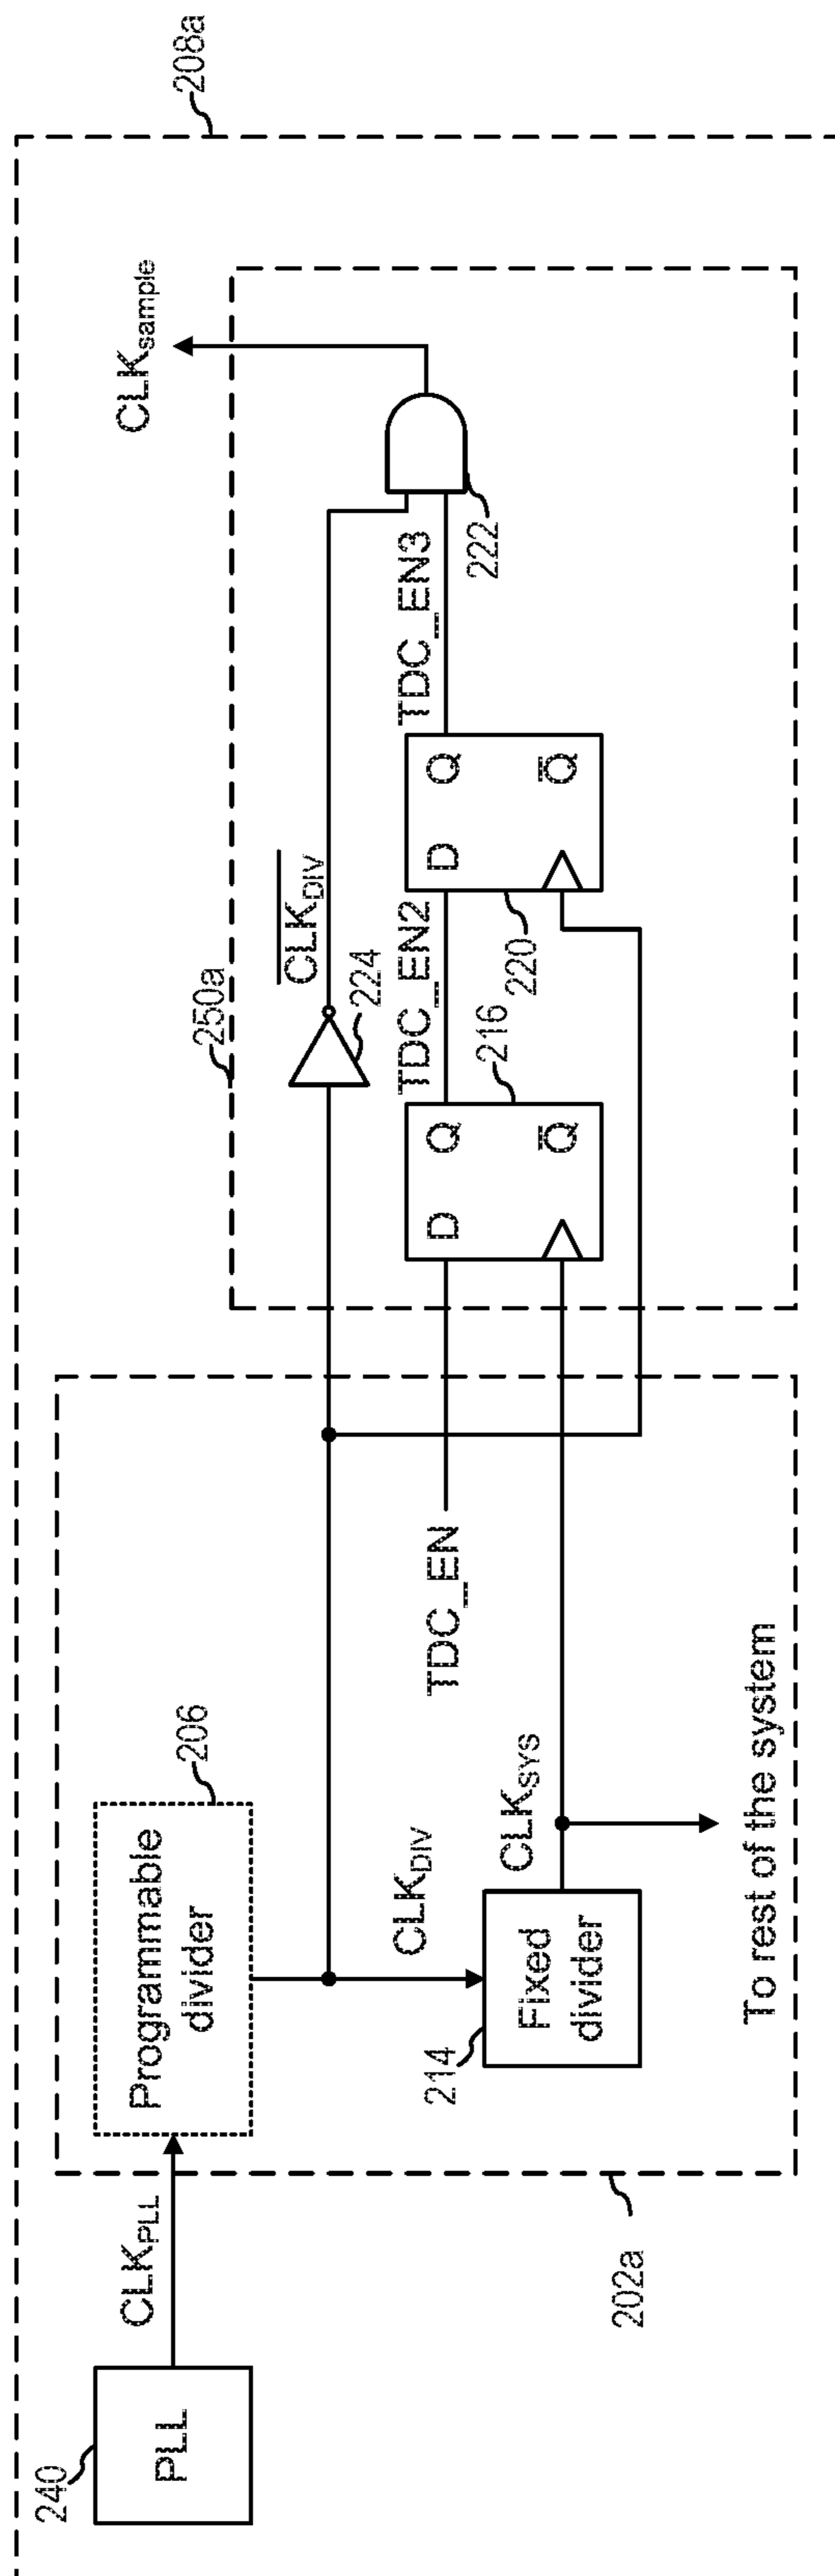 208a
CLKsample
250a
CLKDIV
224
222
TDC_EN3
D Q
Q
220
TDC_EN2
216
D Q
Q
TDC_EN
Programmable
divider
206
CLKDIV
CLKSYS
Fixed
divider
214
To rest of the system
202a
CLKPLL
PLL
240